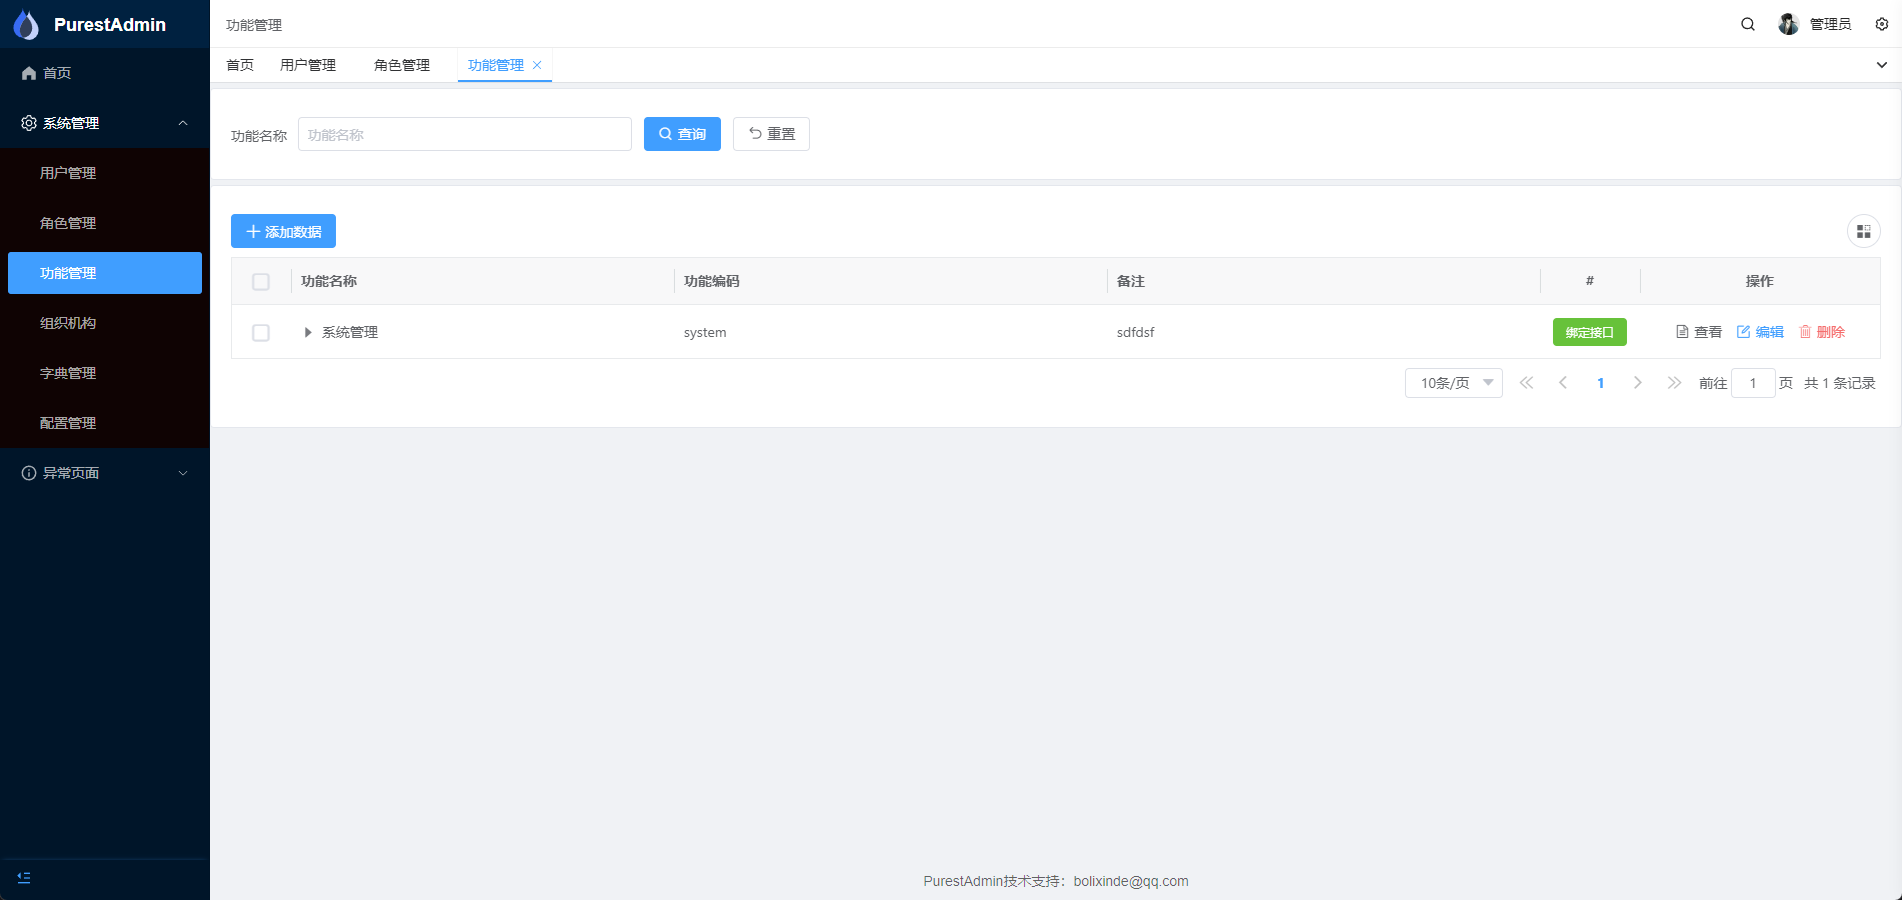 PurestAdmin
首页
系统管理
用户管理
角色管理
功能管理
组织机构
字典管理
配置管理
异常页面
功能管理
管理员
首页 用户管理 角色管理 功能管理
功能名称 功能名称 查询 重置
添加数据
功能名称 功能编码 备注 # 操作
系统管理 system sdfdsf 绑定接口 查看 编辑 删除
10条/页 1 前往 1 页 共 1 条记录
PurestAdmin技术支持：bolixinde@qq.com